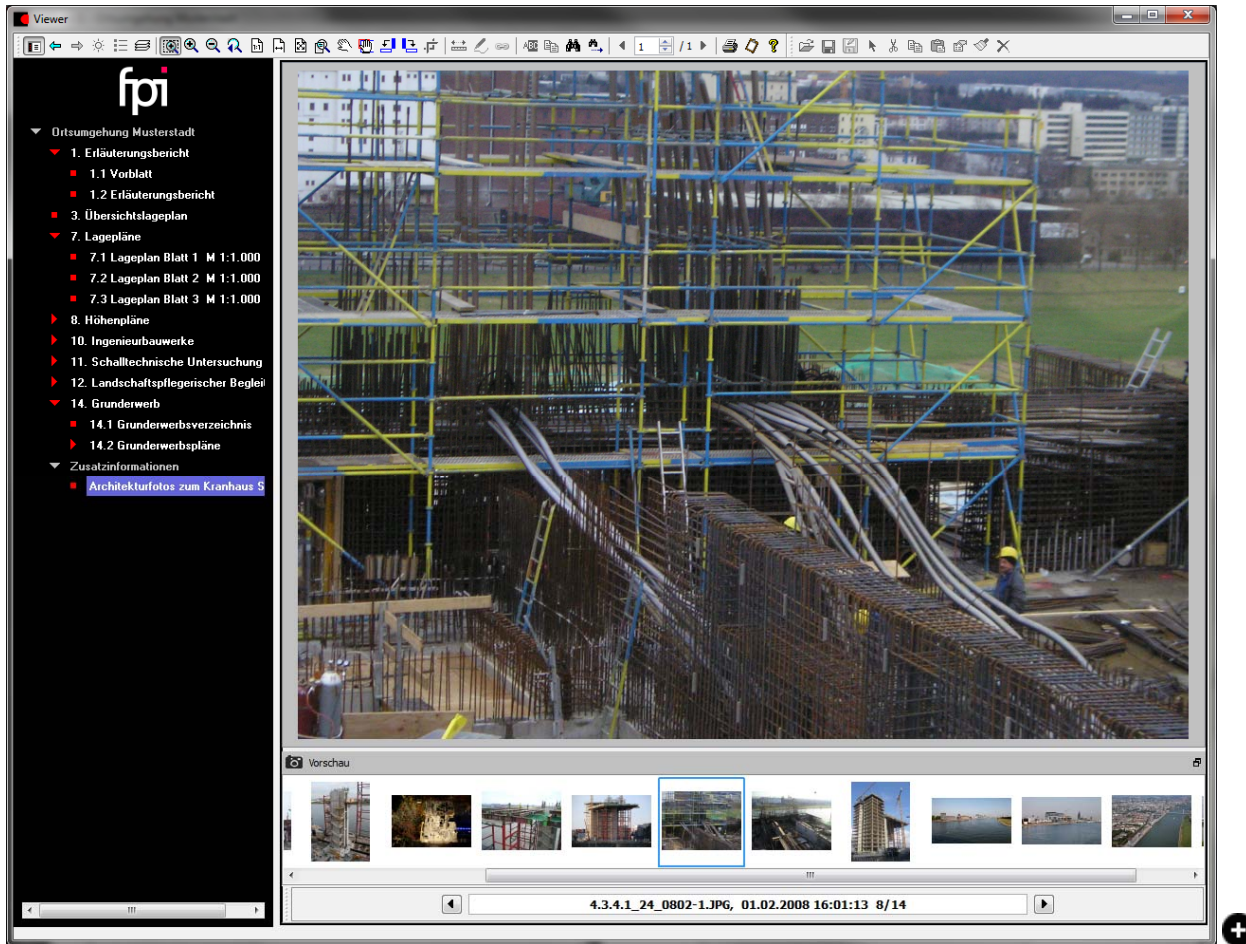 Viewer
1 /1
ABC
fpi
Ortsumgehung Musterstadt
1. Erläuterungsbericht
1.1 Vorblatt
1.2 Erläuterungsbericht
3. Übersichtslageplan
7. Lagepläne
7.1 Lageplan Blatt 1 M 1:1.000
7.2 Lageplan Blatt 2 M 1:1.000
7.3 Lageplan Blatt 3 M 1:1.000
8. Höhenpläne
10. Ingenieurbauwerke
11. Schalltechnische Untersuchung
12. Landschaftspflegerischer Beglei
14. Grunderwerb
14.1 Grunderwerbsverzeichnis
14.2 Grunderwerbspläne
Zusatzinformationen
Architekturfotos zum Kranhaus S
Vorschau
4.3.4.1_24_0802-1.JPG, 01.02.2008 16:01:13 8/14